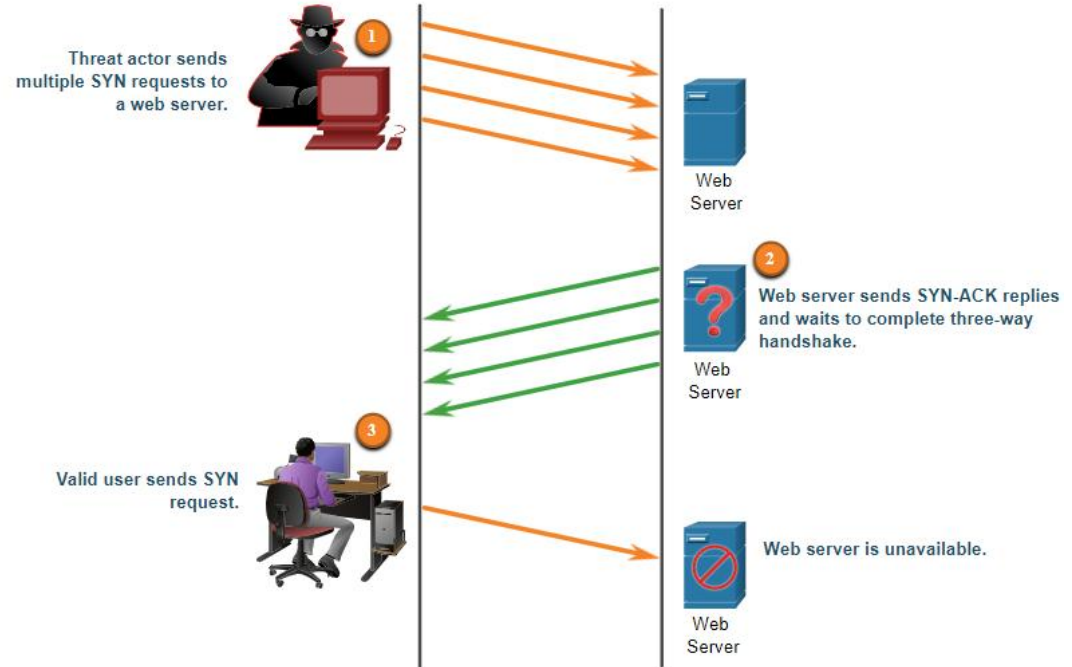 1
Threat actor sends
multiple SYN requests to
a web server.
Web
Server
2
Web server sends SYN-ACK replies
and waits to complete three-way
handshake.
Web
Server
3
Valid user sends SYN
request.
Web server is unavailable.
Web
Server